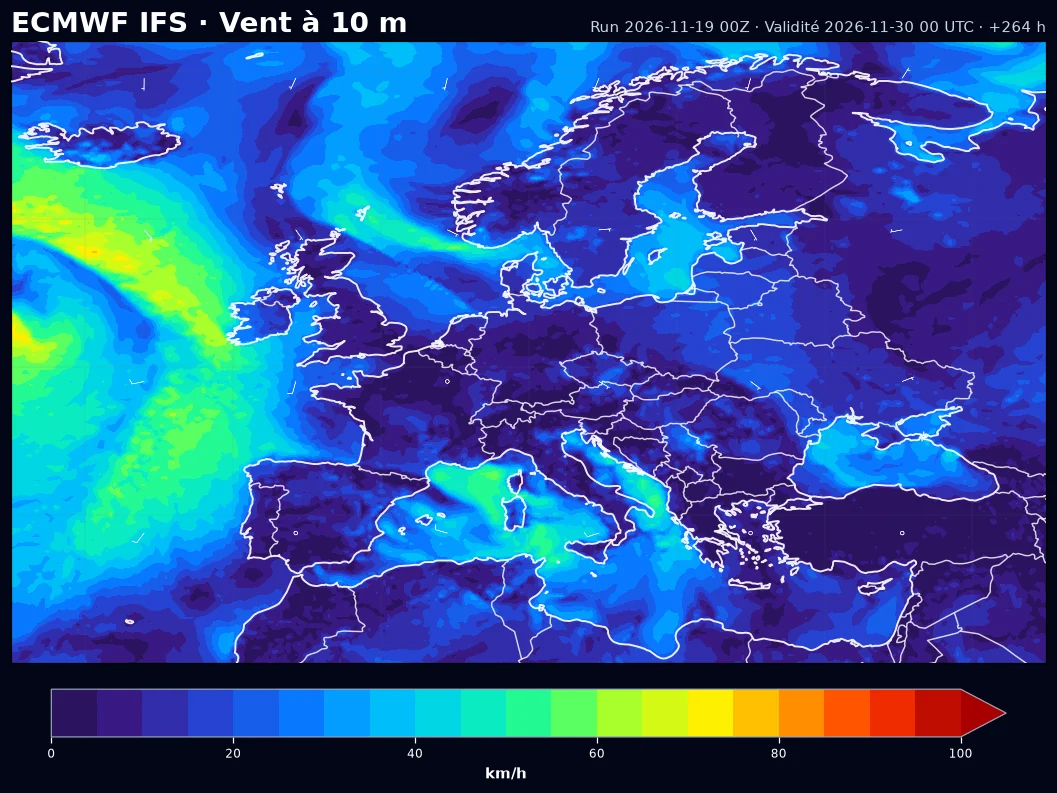 ECMWF IFS · Vent à 10 m
Run 2026-11-19 00Z · Validité 2026-11-30 00 UTC · +264 h
0 20 40 60 80 100
km/h